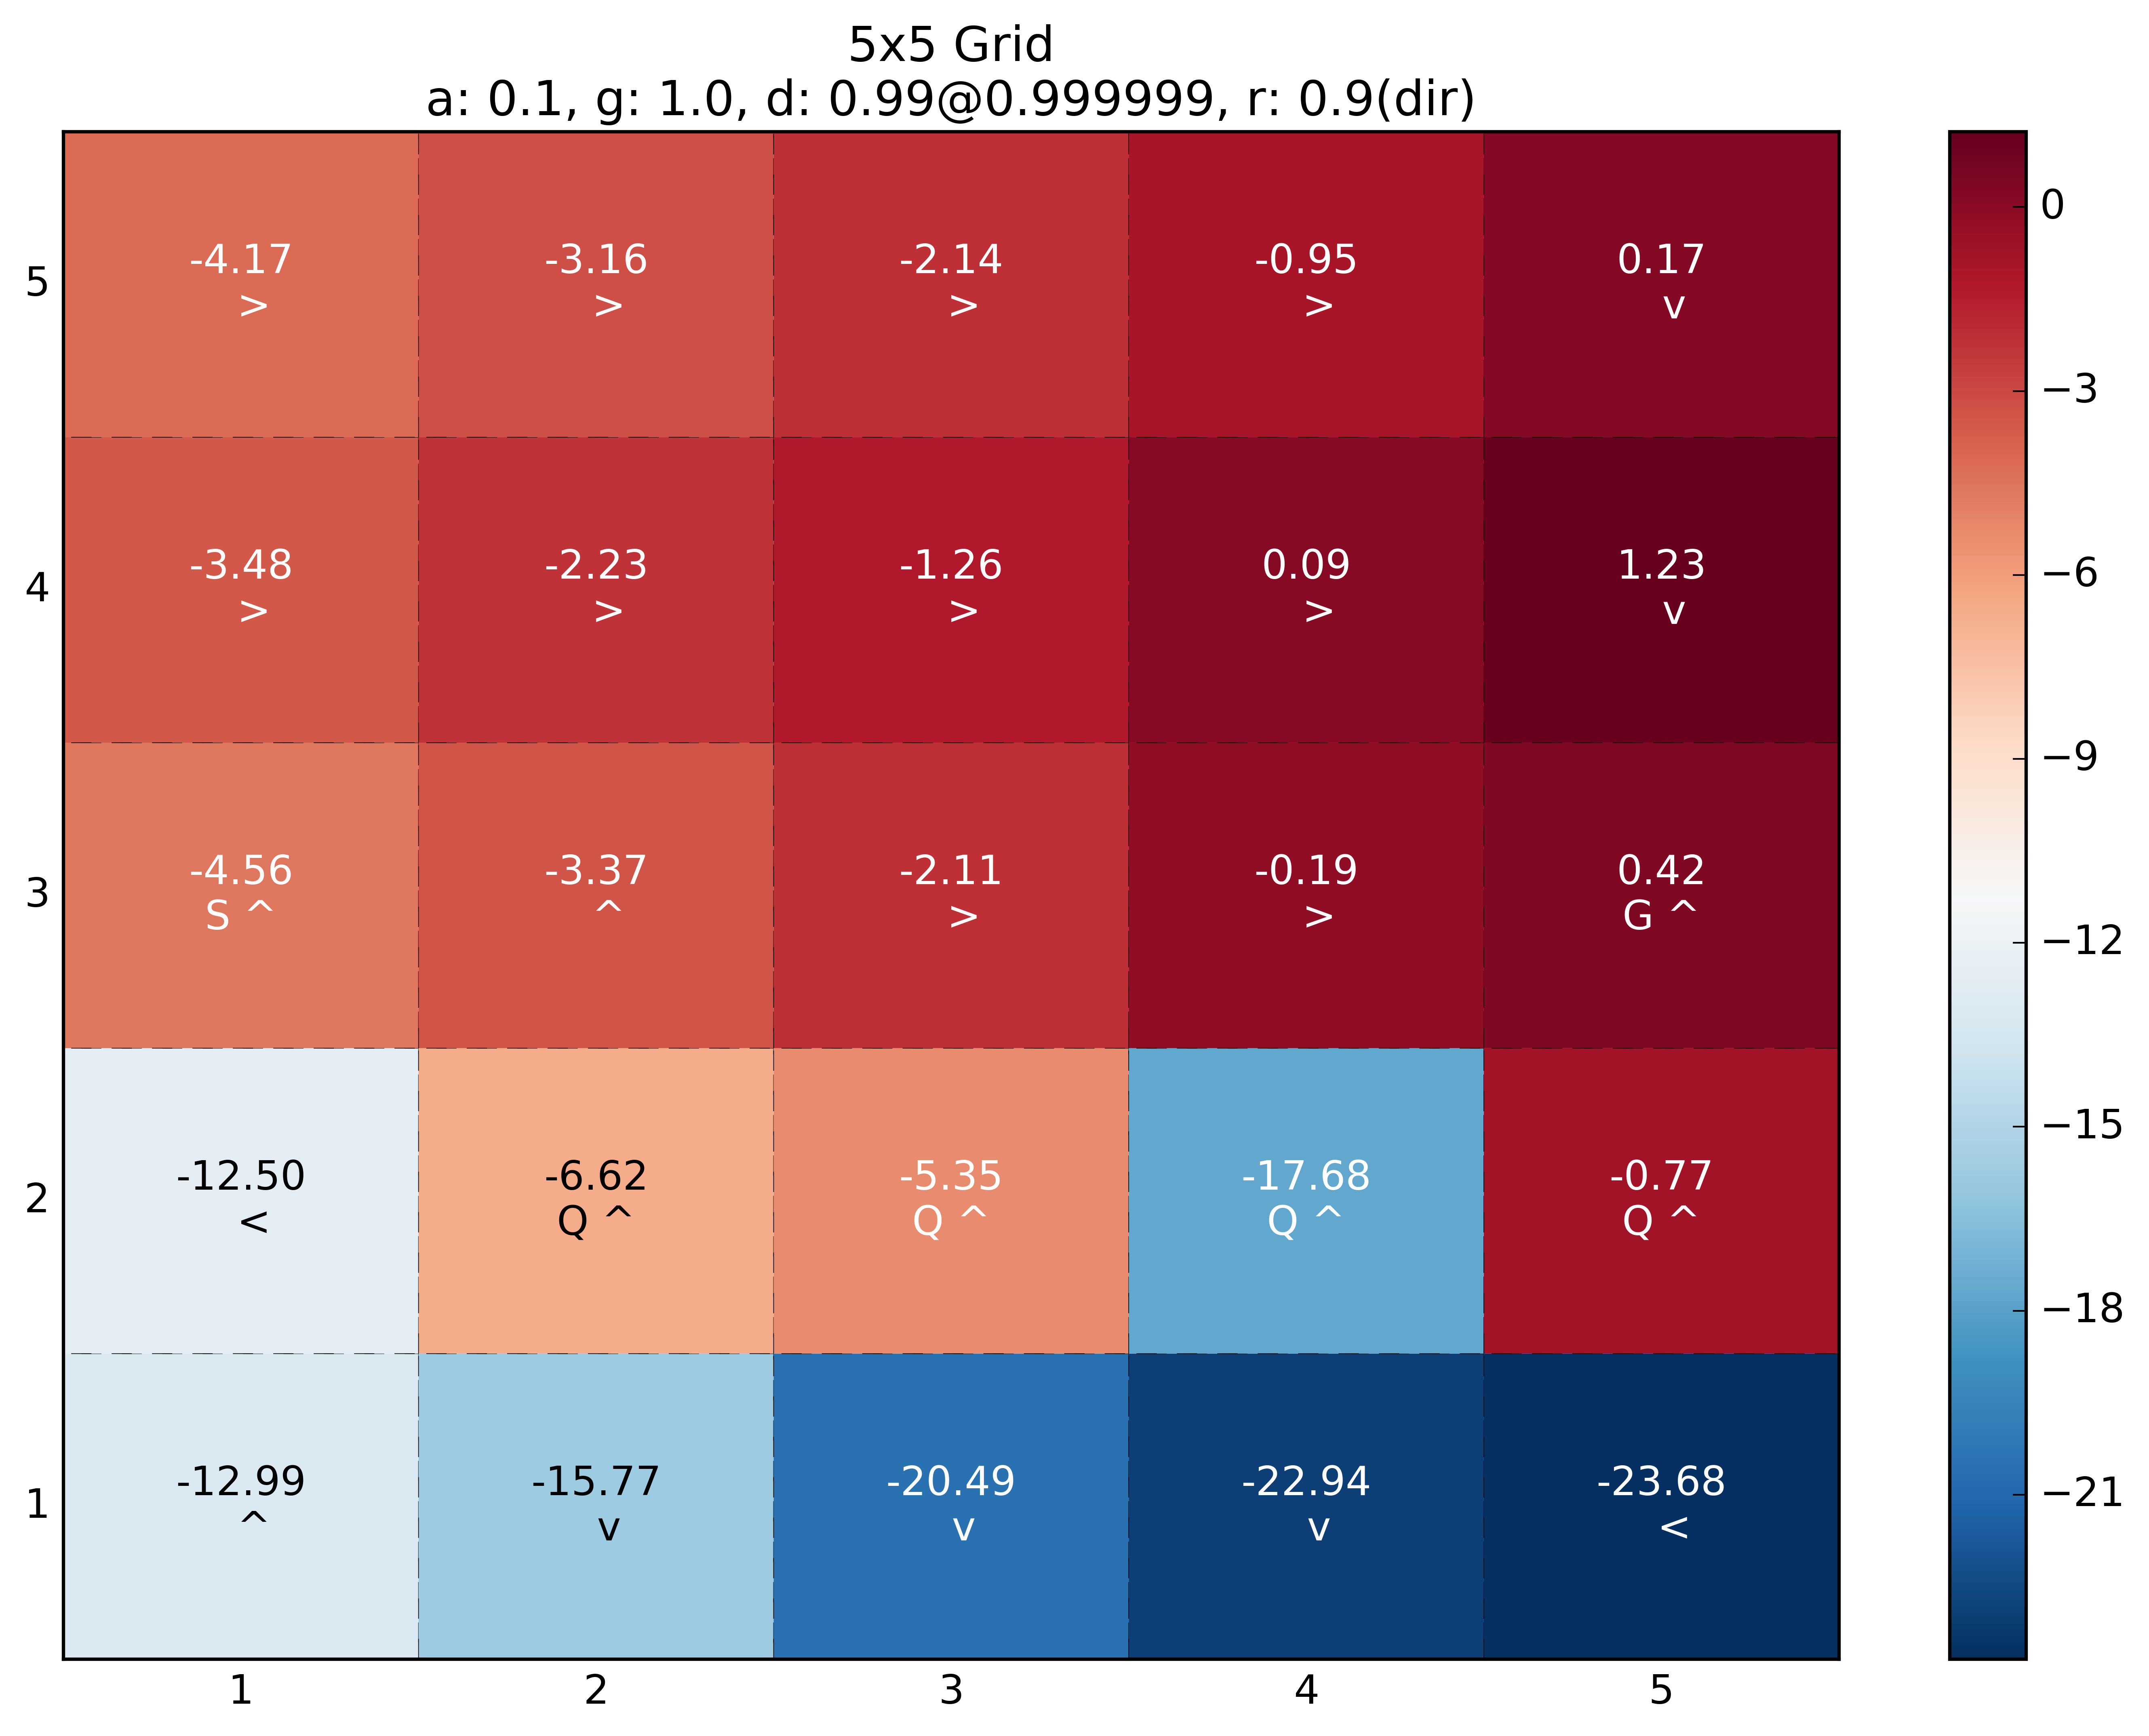 5x5 Grid
a: 0.1, g: 1.0, d: 0.99@0.999999, r: 0.9(dir)
5 -4.17 -3.16 -2.14 -0.95 0.17
> > > > v
4 -3.48 -2.23 -1.26 0.09 1.23
> > > > v
3 -4.56 -3.37 -2.11 -0.19 0.42
S ^ ^ > > G ^
2 -12.50 -6.62 -5.35 -17.68 -0.77
< Q ^ Q ^ Q ^ Q ^
1 -12.99 -15.77 -20.49 -22.94 -23.68
^ v v v <
1 2 3 4 5
0
−3
−6
−9
−12
−15
−18
−21